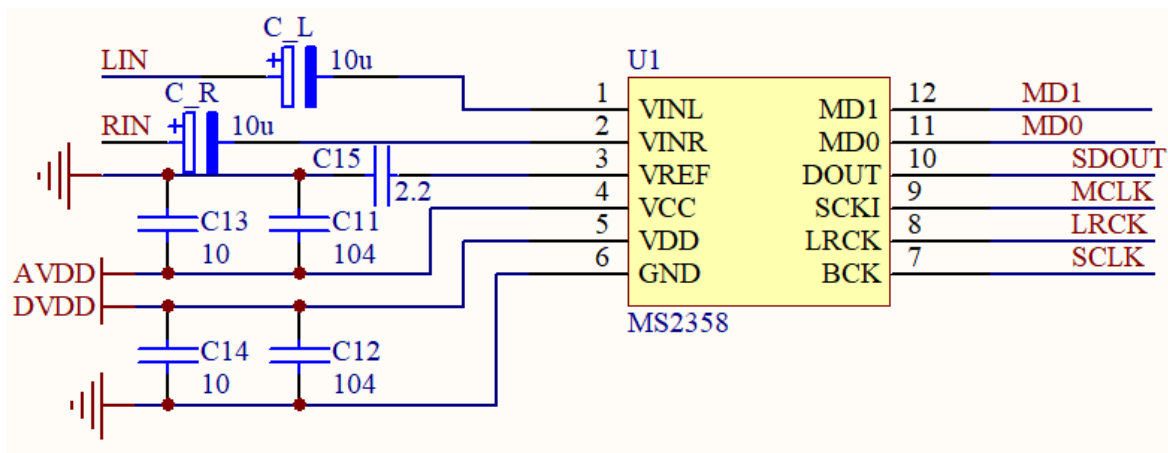 C_L
LIN
+
10u
U1
1
VINL
MD1
12
MD1
C_R
RIN
+
10u
2
VINR
MD0
11
MD0
C15
2.2
3
VREF
DOUT
10
SDOUT
4
VCC
SCKI
9
MCLK
C13
10
C11
104
5
VDD
LRCK
8
LRCK
AVDD
6
GND
BCK
7
SCLK
DVDD
MS2358
C14
10
C12
104